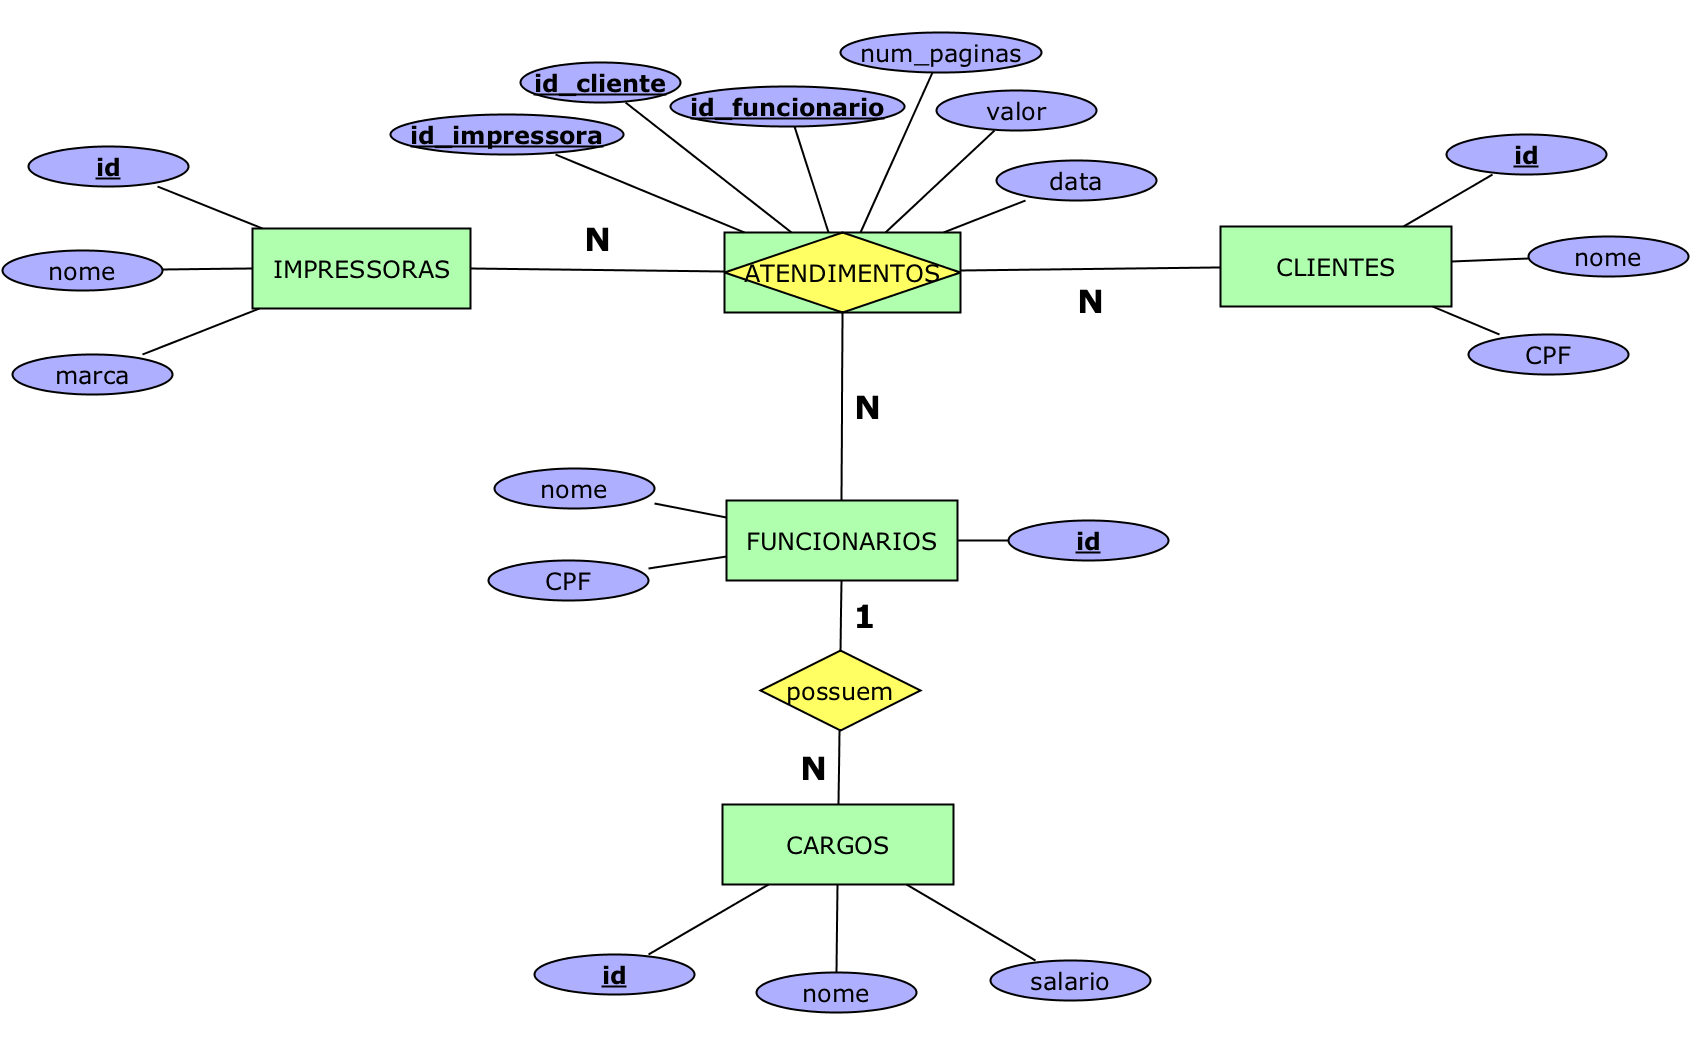 num_paginas
id_cliente
id_funcionario
valor
id_impressora
id
id
data
N
nome
IMPRESSORAS
ATENDIMENTOS
CLIENTES
nome
N
marca
CPF
N
nome
FUNCIONARIOS
id
CPF
1
possuem
N
CARGOS
id
nome
salario